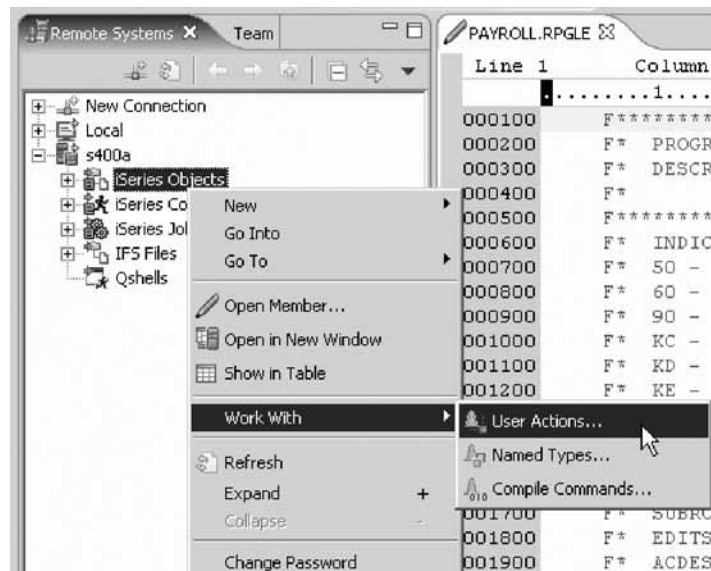 Remote Systems
Team
New Connection
Local
s400a
iSeries Objects
iSeries Co
iSeries Jol
IFS Files
Qshells
New
Go Into
Go To
Open Member...
Open in New Window
Show in Table
Work With
Refresh
Expand +
Collapse -
Change Password
User Actions...
Named Types...
Compile Commands...
PAYROLL.RPGLE
Line 1 Column
.........1....
000100 F*********
000200 F* PROGR
000300 F* DESCR
000400 F*
000500 F*********
000600 F* INDIC
000700 F* 50 -
000800 F* 60 -
000900 F* 90 -
001000 F* KC -
001100 F* KD -
001200 F* KE -
001700 F* SUBRO
001800 F* EDITS
001900 F* ACDES